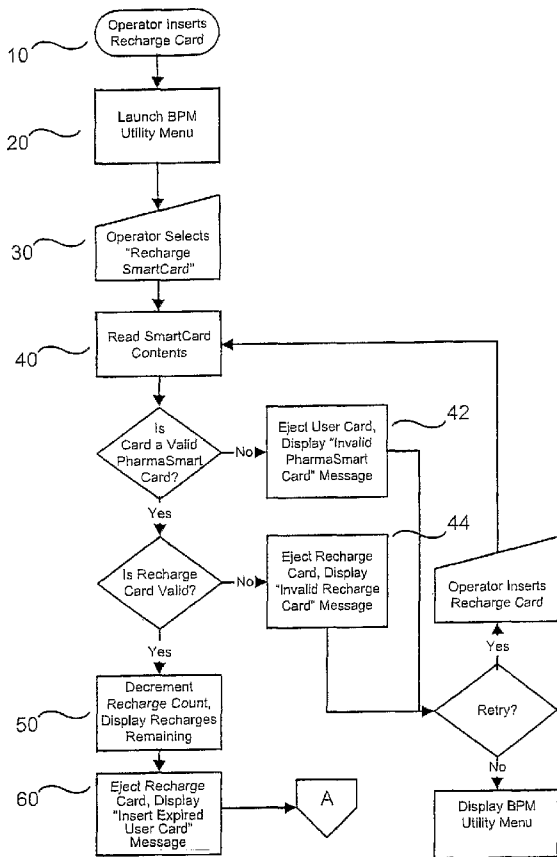 10
Operator Inserts
Recharge Card
20
Launch BPM
Utility Menu
30
Operator Selects
"Recharge
SmartCard"
40
Read SmartCard
Contents
Is
Card a Valid
PharmaSmart
Card?
No
Eject User Card,
Display "Invalid
PharmaSmart
Card" Message
42
Yes
Is Recharge
Card Valid?
No
Eject Recharge
Card, Display
"Invalid Recharge
Card" Message
44
Operator Inserts
Recharge Card
Yes
Retry?
No
Display BPM
Utility Menu
Yes
50
Decrement
Recharge Count,
Display Recharges
Remaining
60
Eject Recharge
Card, Display
"Insert Expired
User Card"
Message
A